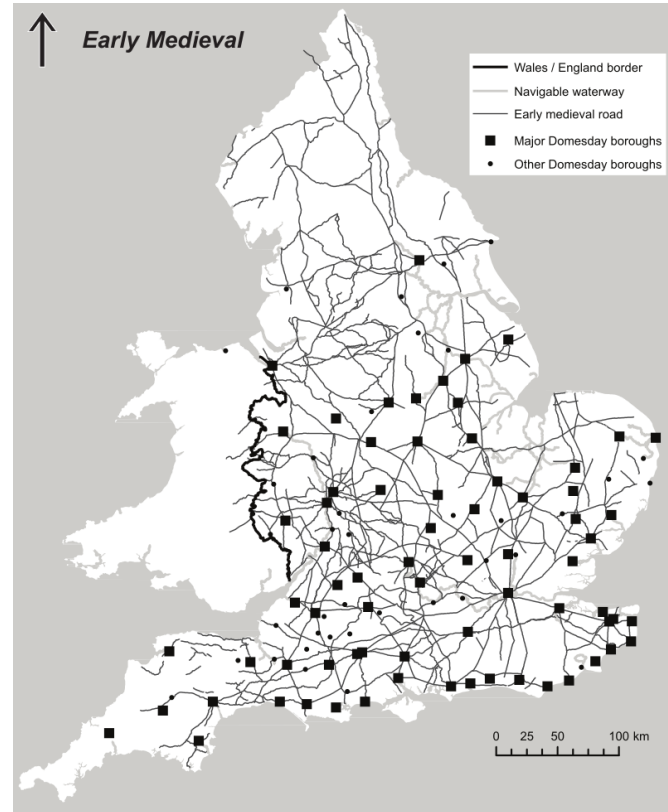 Early Medieval
Wales / England border
Navigable waterway
Early medieval road
Major Domesday boroughs
Other Domesday boroughs
0 25 50 100 km